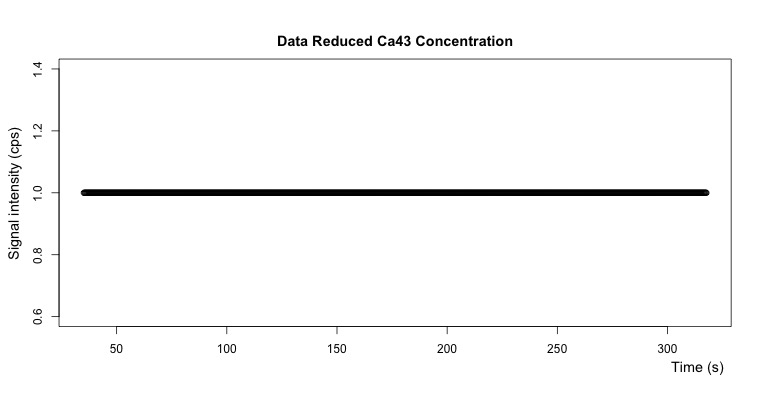 Data Reduced Ca43 Concentration
Signal intensity (cps)
1.4
1.2
1.0
0.8
0.6
50 100 150 200 250 300
Time (s)